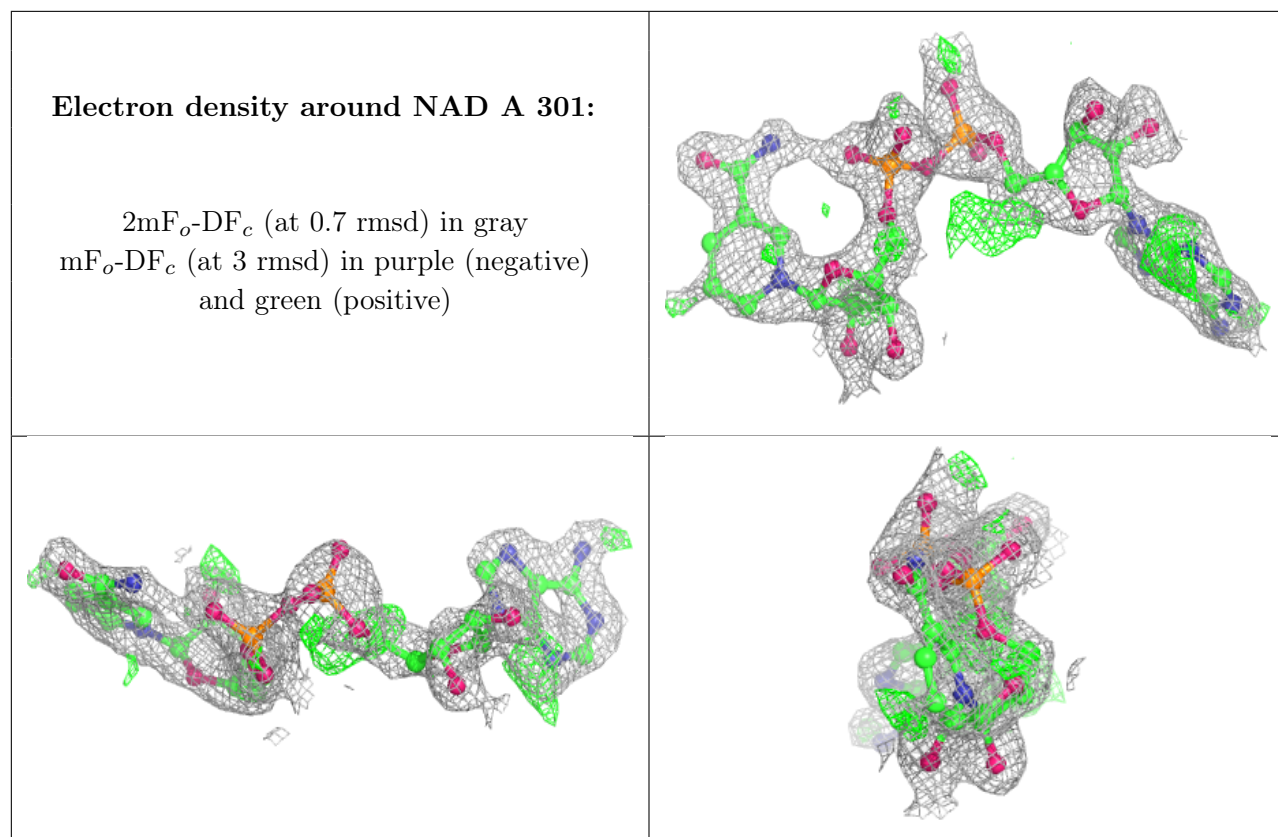 Electron density around NAD A 301:
2mFo-DFc (at 0.7 rmsd) in gray
mFo-DFc (at 3 rmsd) in purple (negative)
and green (positive)